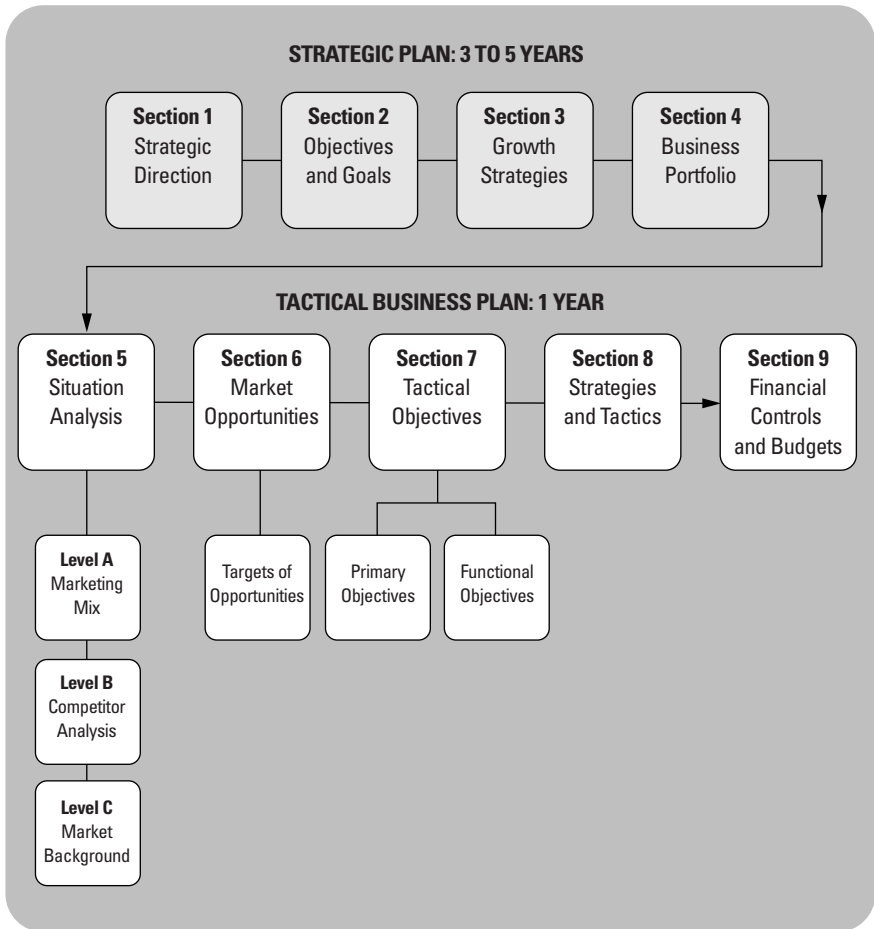 STRATEGIC PLAN: 3 TO 5 YEARS
Section 1
Strategic
Direction
Section 2
Objectives
and Goals
Section 3
Growth
Strategies
Section 4
Business
Portfolio
TACTICAL BUSINESS PLAN: 1 YEAR
Section 5
Situation
Analysis
Section 6
Market
Opportunities
Section 7
Tactical
Objectives
Section 8
Strategies
and Tactics
Section 9
Financial
Controls
and Budgets
Level A
Marketing
Mix
Targets of
Opportunities
Primary
Objectives
Functional
Objectives
Level B
Competitor
Analysis
Level C
Market
Background